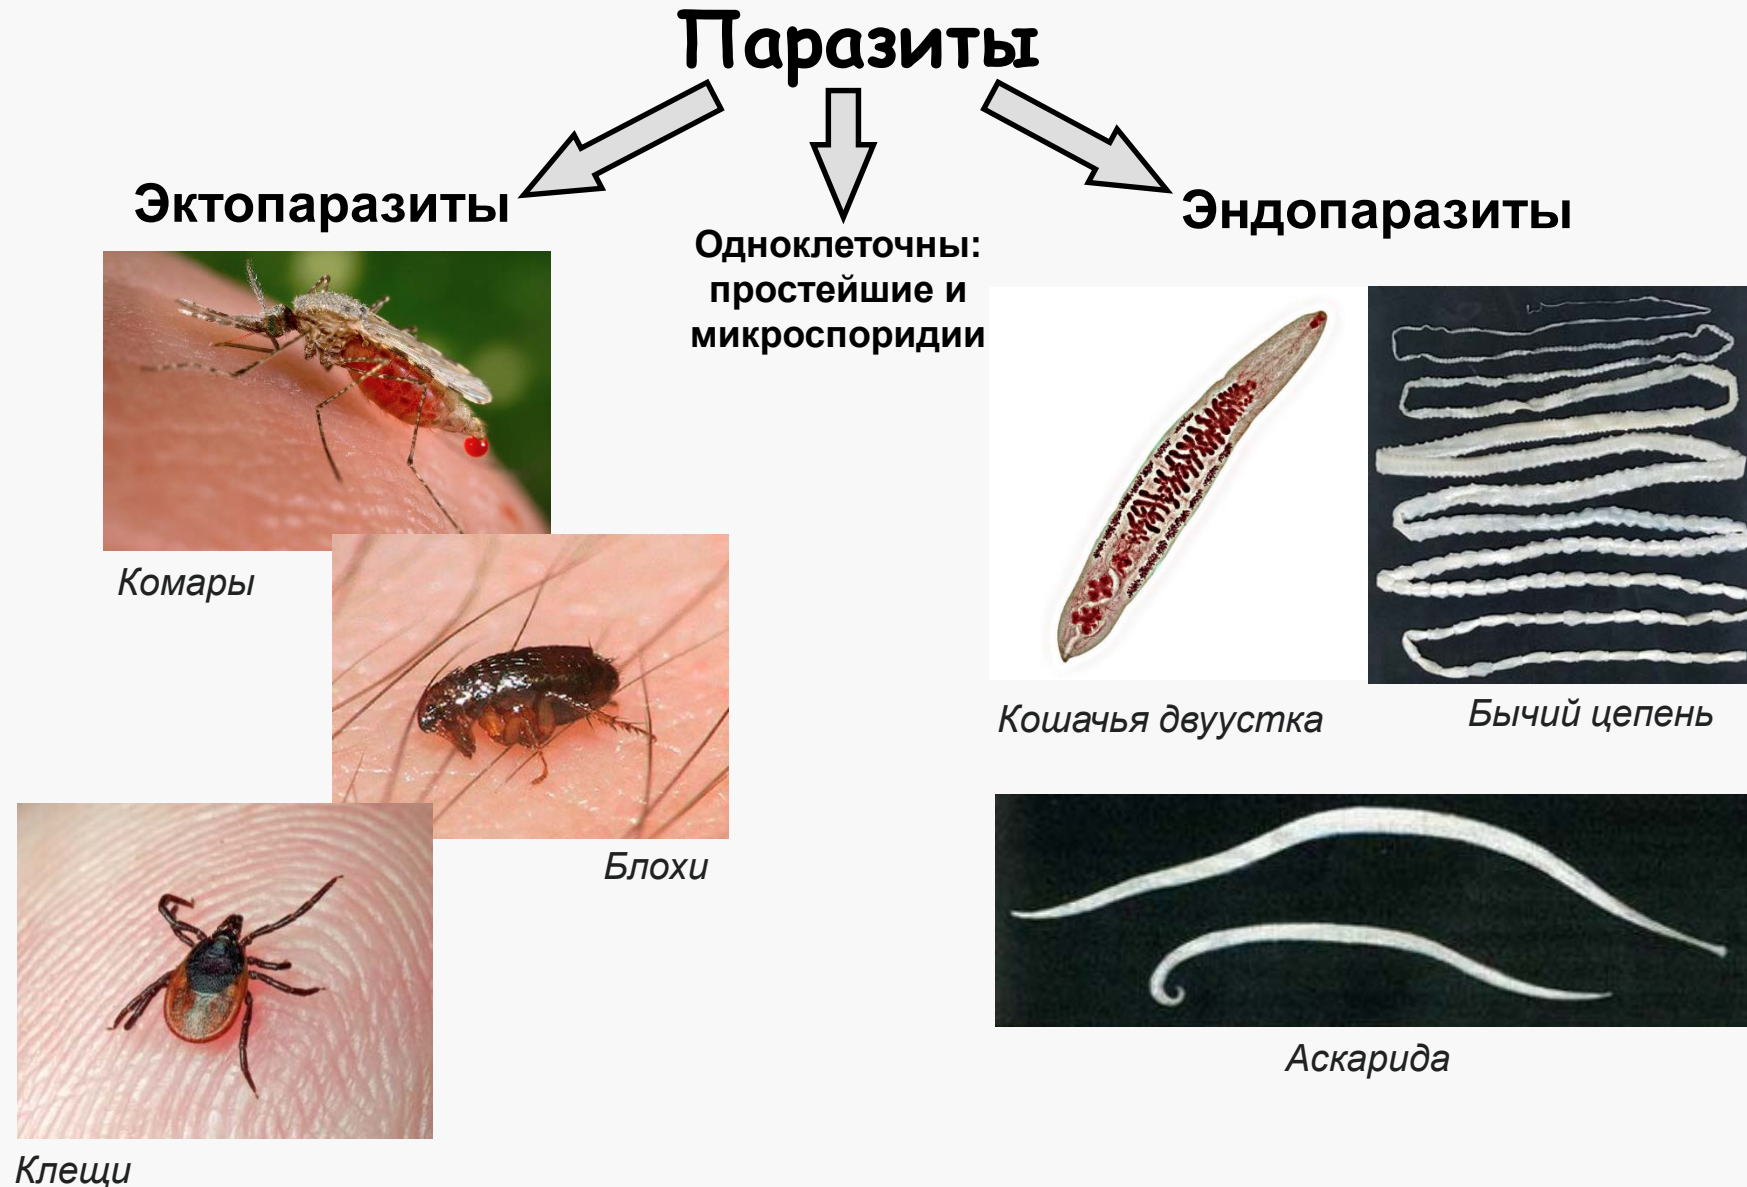 Паразиты
Эктопаразиты
Одноклеточны:
простейшие и
микроспоридии
Эндопаразиты
Комары
Блохи
Клещи
Кошачья двуустка
Бычий цепень
Аскарида